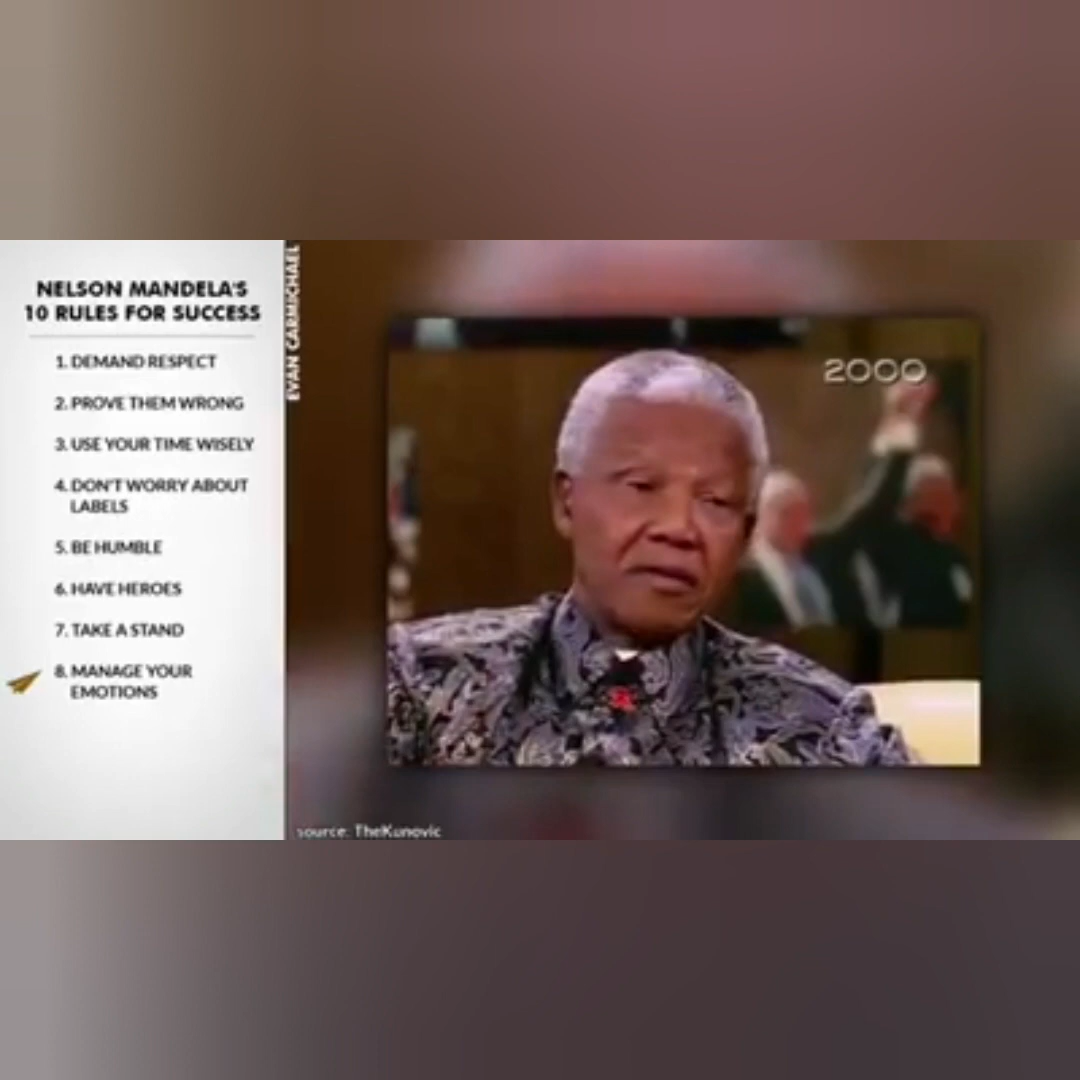 NELSON MANDELA'S
10 RULES FOR SUCCESS
1. DEMAND RESPECT
2. PROVE THEM WRONG
3. USE YOUR TIME WISELY
4. DON'T WORRY ABOUT
LABELS
5. BE HUMBLE
6. HAVE HEROES
7. TAKE A STAND
8. MANAGE YOUR
EMOTIONS
EVAN CARMICHAEL
2000
source: TheKunovic